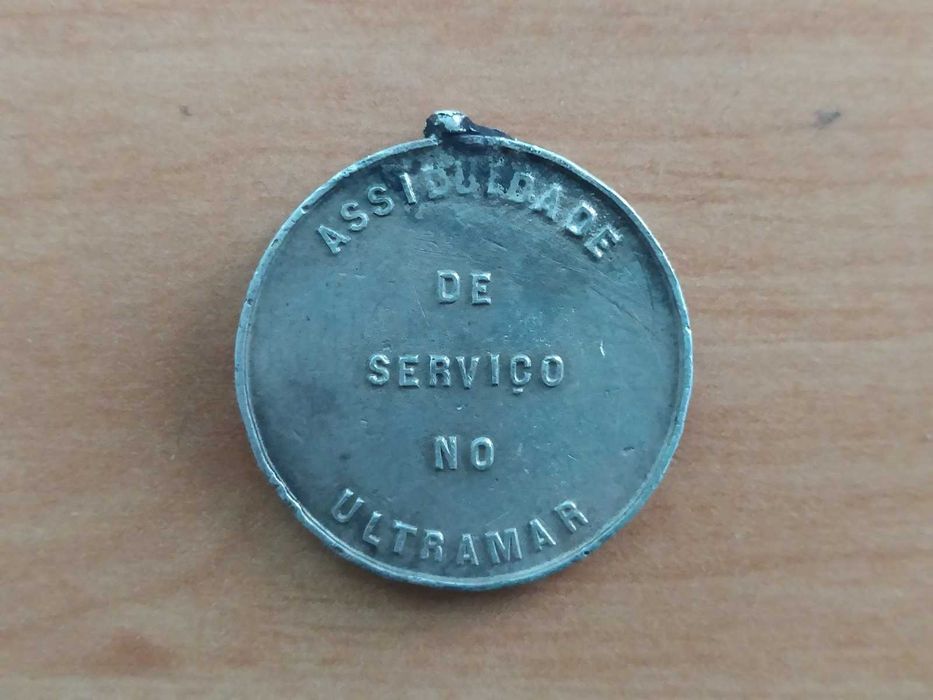 ASSIDUIDADE
DE
SERVIÇO
NO
ULTRAMAR